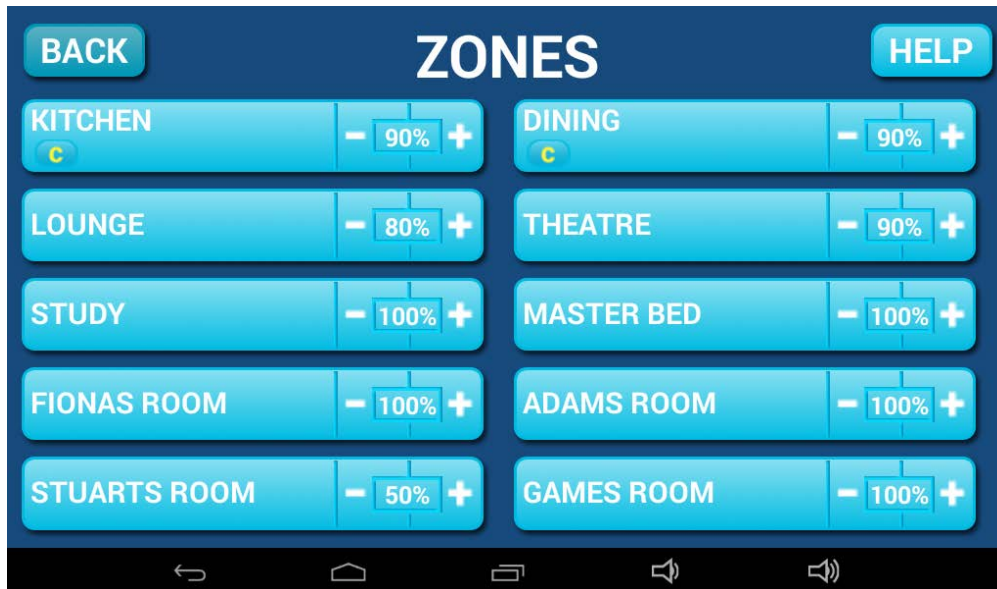 BACK
ZONES
HELP
KITCHEN
C
90%
DINING
C
90%
LOUNGE
80%
THEATRE
90%
STUDY
100%
MASTER BED
100%
FIONAS ROOM
100%
ADAMS ROOM
100%
STUARTS ROOM
50%
GAMES ROOM
100%